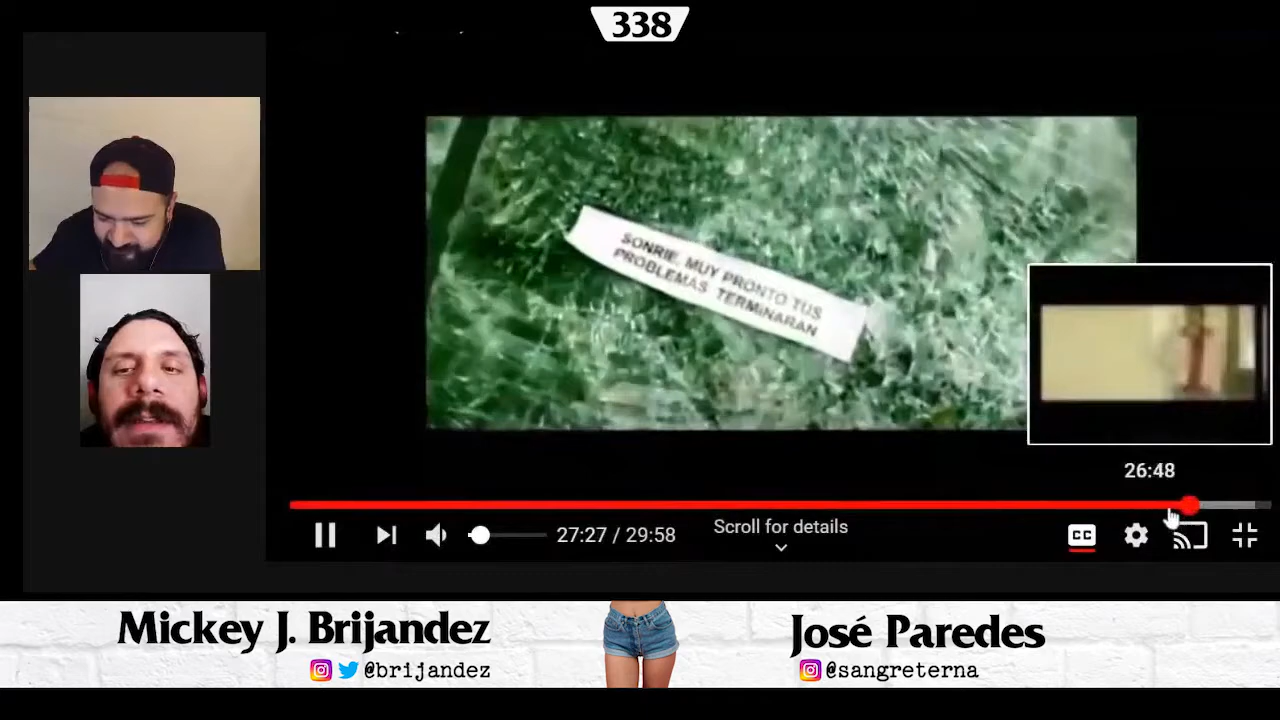 338
SONRIE, MUY PRONTO TUS
PROBLEMAS TERMINARAN
26:48
27:27 / 29:58
Scroll for details
CC
Mickey J. Brijandez
@brijandez
José Paredes
@sangreterna